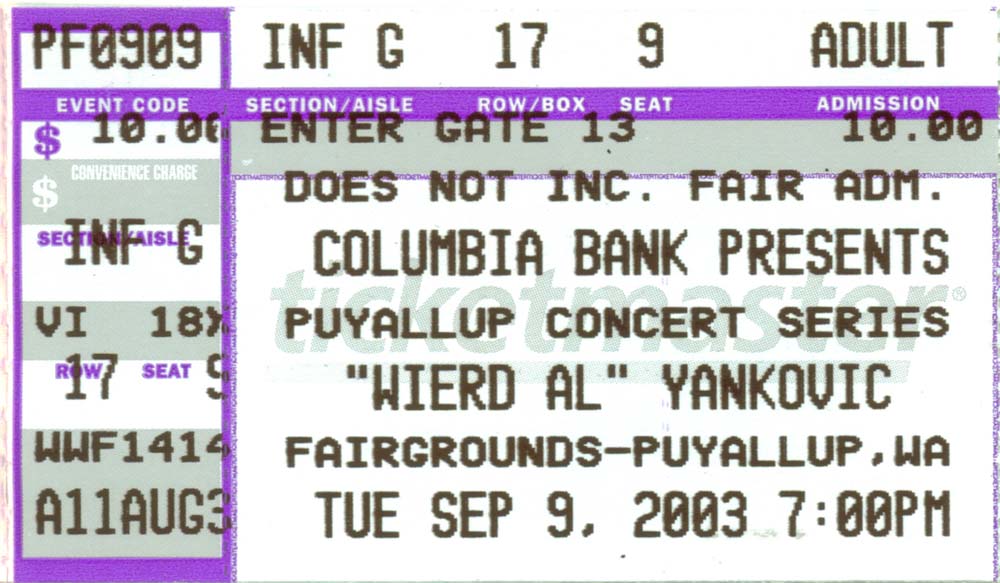 PF0909 INF G 17 9 ADULT
EVENT CODE SECTION/AISLE ROW/BOX SEAT ADMISSION
$ 10.00 ENTER GATE 13 10.00
CONVENIENCE CHARGE
$
DOES NOT INC. FAIR ADM.
SECTION/AISLE
INF G COLUMBIA BANK PRESENTS
ticketmaster®
VI 18X PUYALLUP CONCERT SERIES
ROW SEAT
17 9 "WIERD AL" YANKOVIC
WWF1414 FAIRGROUNDS-PUYALLUP,WA
A11AUG3 TUE SEP 9, 2003 7:00PM